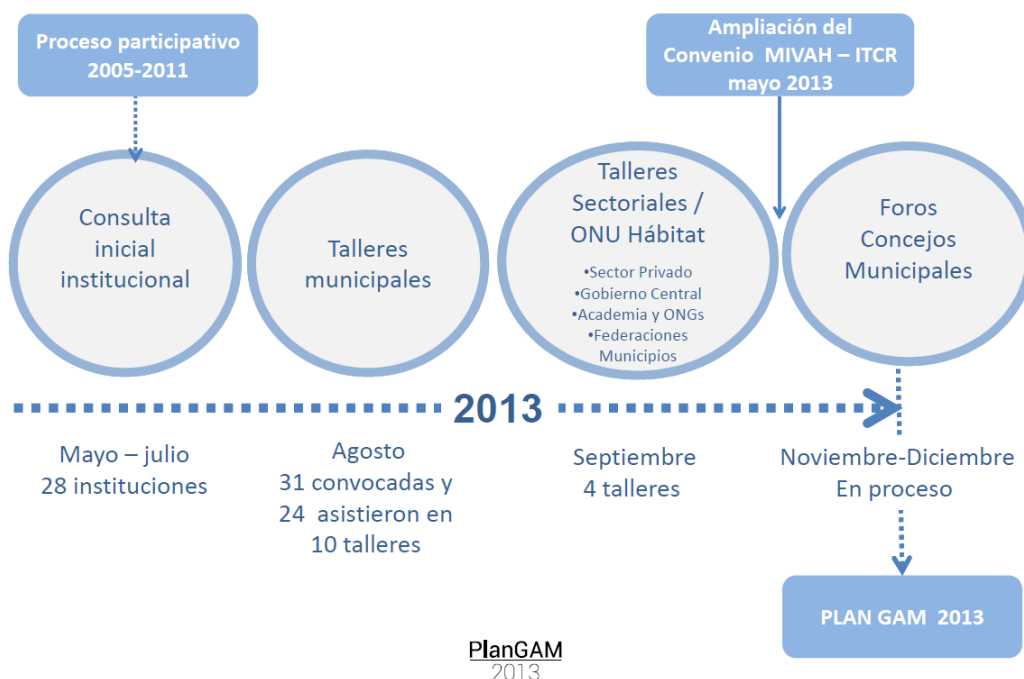 Proceso participativo
2005-2011
Ampliación del
Convenio MIVAH – ITCR
mayo 2013
Consulta
inicial
institucional
Talleres
municipales
Talleres
Sectoriales /
ONU Hábitat
•Sector Privado
•Gobierno Central
•Academia y ONGs
•Federaciones
Municipios
Foros
Concejos
Municipales
2013
Mayo – julio
28 instituciones
Agosto
31 convocadas y
24 asistieron en
10 talleres
Septiembre
4 talleres
Noviembre-Diciembre
En proceso
PLAN GAM 2013
PlanGAM
2013